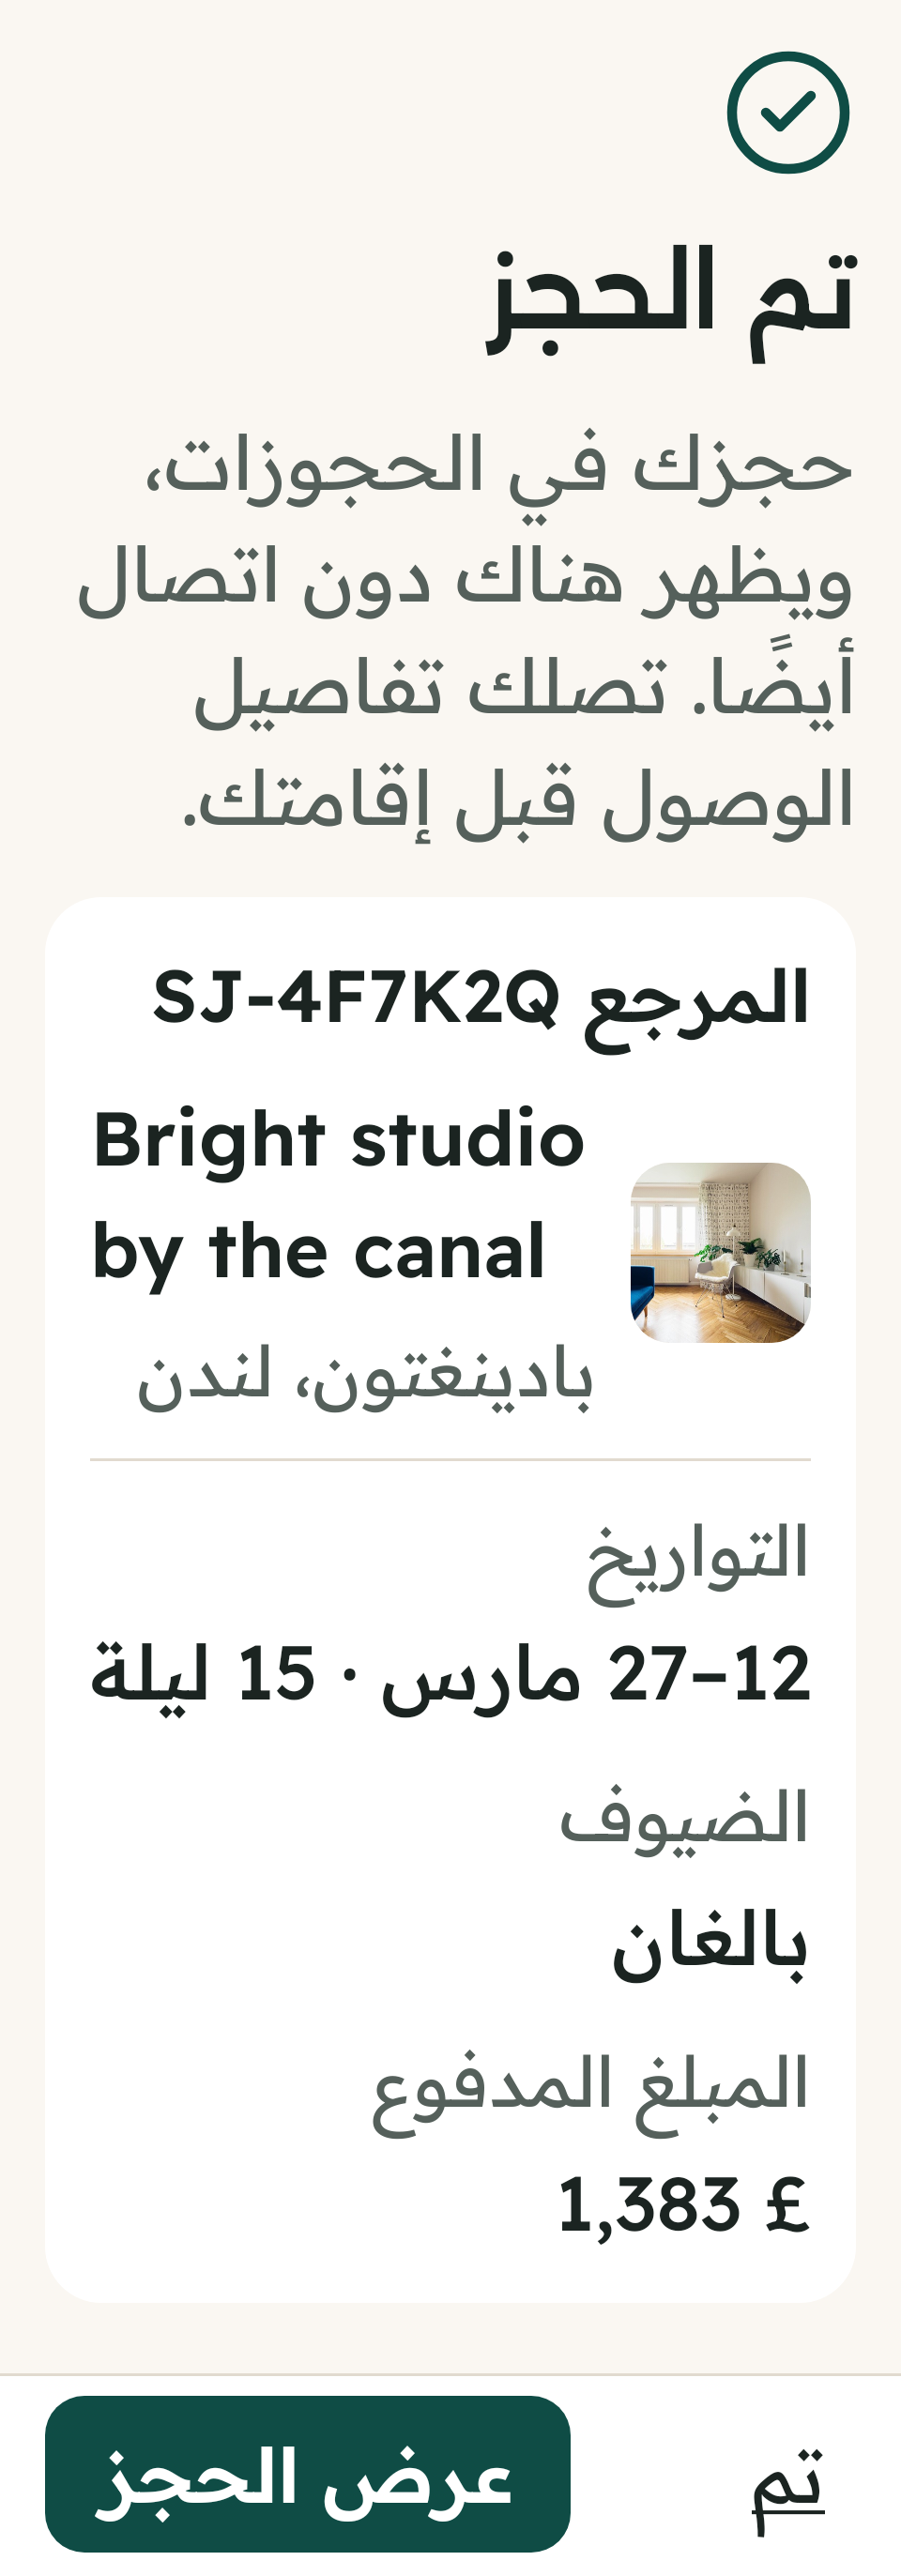 تم الحجز
حجزك في الحجوزات،
ويظهر هناك دون اتصال
أيضًا. تصلك تفاصيل
الوصول قبل إقامتك.
المرجع SJ-4F7K2Q
Bright studio
by the canal
بادينغتون، لندن
التواريخ
12–27 مارس · 15 ليلة
الضيوف
بالغان
المبلغ المدفوع
£ 1,383
تم
عرض الحجز